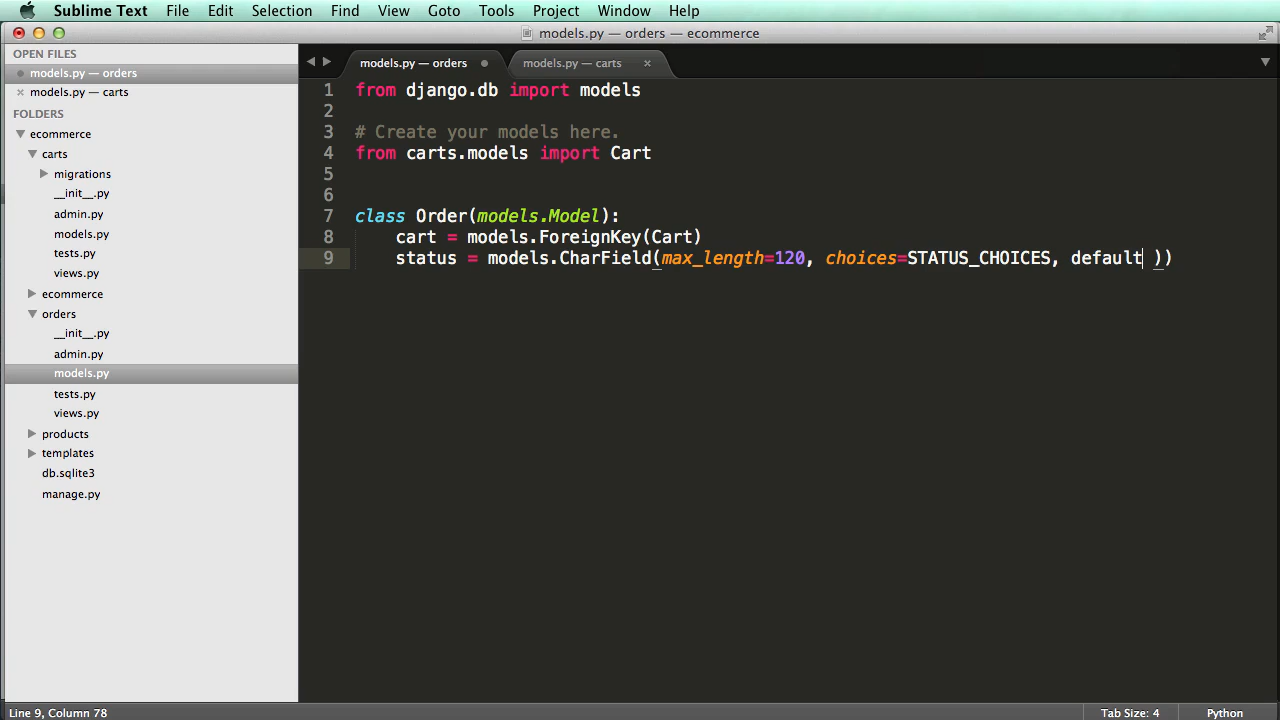 Sublime Text File Edit Selection Find View Goto Tools Project Window Help
models.py — orders — ecommerce
OPEN FILES
models.py — orders
models.py — carts
FOLDERS
ecommerce
carts
migrations
__init__.py
admin.py
models.py
tests.py
views.py
ecommerce
orders
__init__.py
admin.py
models.py
tests.py
views.py
products
templates
db.sqlite3
manage.py
models.py — orders models.py — carts
1 from django.db import models
2
3 # Create your models here.
4 from carts.models import Cart
5
6
7 class Order(models.Model):
8 cart = models.ForeignKey(Cart)
9 status = models.CharField(max_length=120, choices=STATUS_CHOICES, default ))
Line 9, Column 78 Tab Size: 4 Python